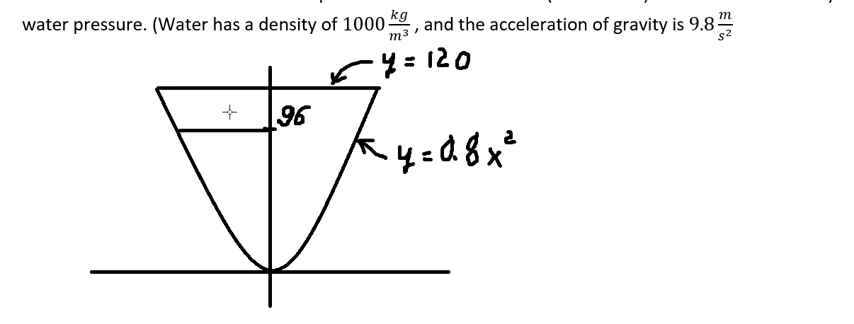 water pressure. (Water has a density of 1000 kg/m³ , and the acceleration of gravity is 9.8 m/s²
y = 120
96
y = 0.8x²